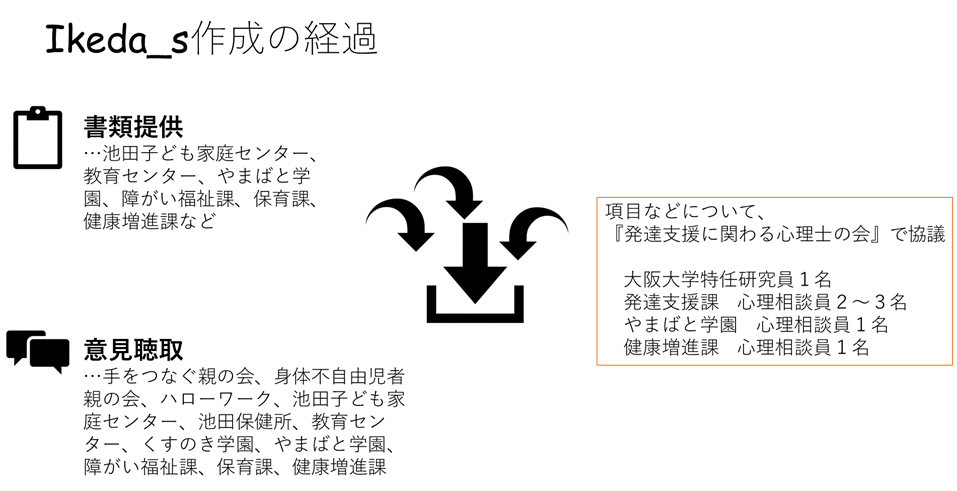 Ikeda_s作成の経過
書類提供
…池田子ども家庭センター、
教育センター、やまばと学
園、障がい福祉課、保育課、
健康増進課など
意見聴取
…手をつなぐ親の会、身体不自由児者
親の会、ハローワーク、池田子ども家
庭センター、池田保健所、教育セン
ター、くすのき学園、やまばと学園、
障がい福祉課、保育課、健康増進課
項目などについて、
『発達支援に関わる心理士の会』で協議
大阪大学特任研究員１名
発達支援課　心理相談員２～３名
やまばと学園　心理相談員１名
健康増進課　心理相談員１名